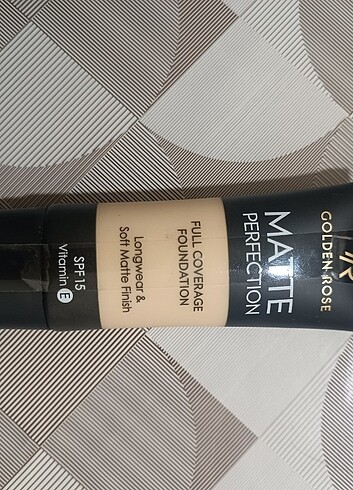 GOLDEN ROSE
MATTE
PERFECTION
FULL COVERAGE
FOUNDATION
Longwear &
Soft Matte Finish
SPF15
Vitamin E